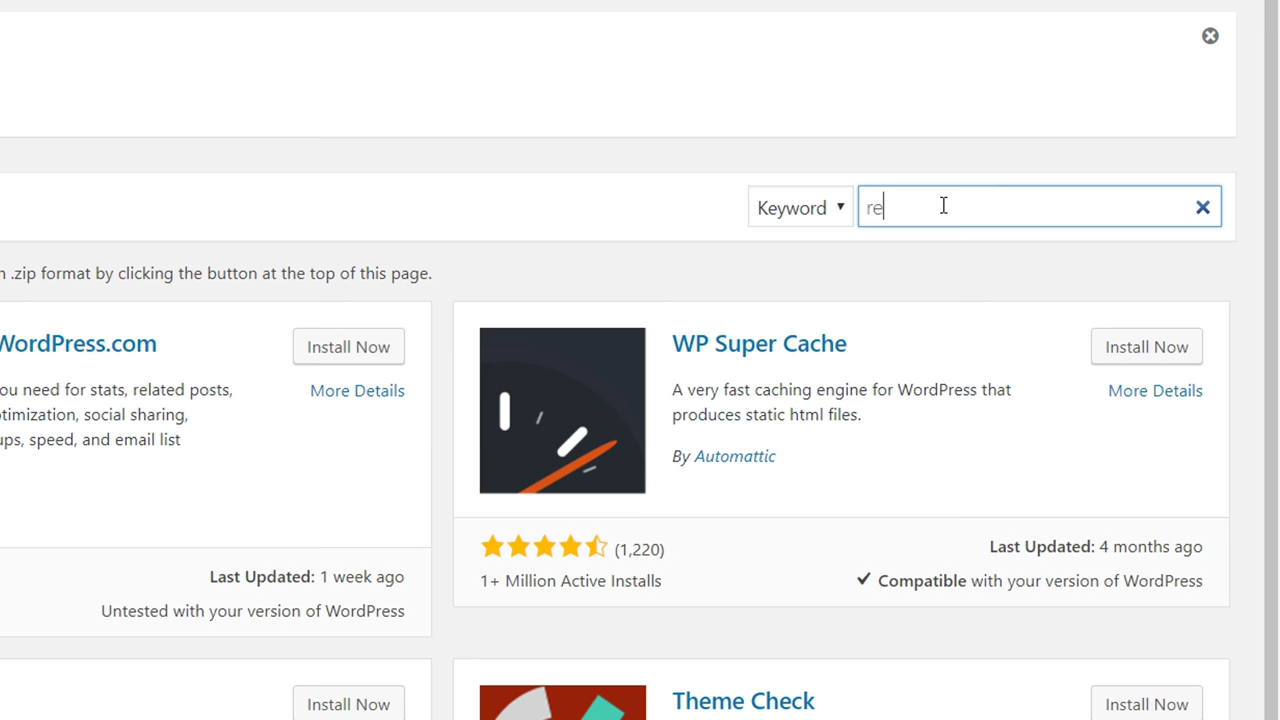 Keyword
re
.zip format by clicking the button at the top of this page.
WordPress.com
Install Now
More Details
ou need for stats, related posts,
timization, social sharing,
ups, speed, and email list
Last Updated: 1 week ago
Untested with your version of WordPress
WP Super Cache
Install Now
More Details
A very fast caching engine for WordPress that
produces static html files.
By Automattic
(1,220)
Last Updated: 4 months ago
1+ Million Active Installs
Compatible with your version of WordPress
Install Now
Theme Check
Install Now